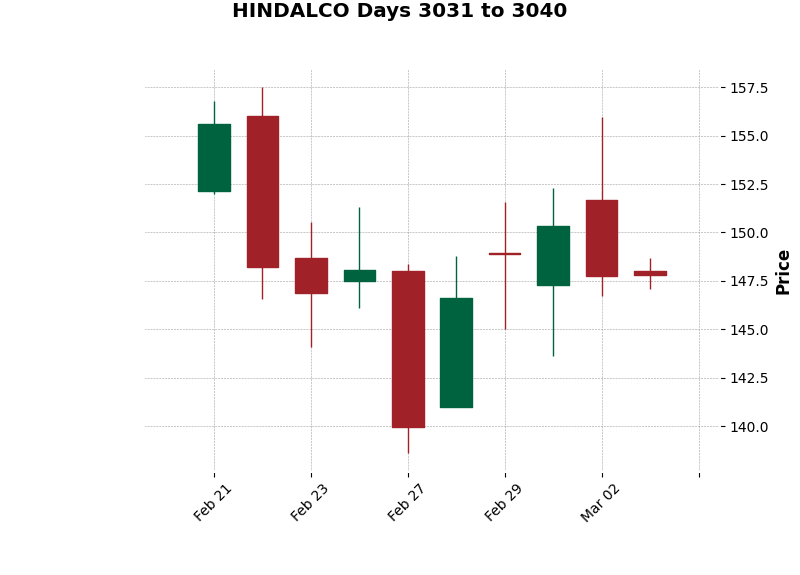 HINDALCO Days 3031 to 3040
157.5
155.0
152.5
150.0
147.5
145.0
142.5
140.0
Price
Feb 21
Feb 23
Feb 27
Feb 29
Mar 02